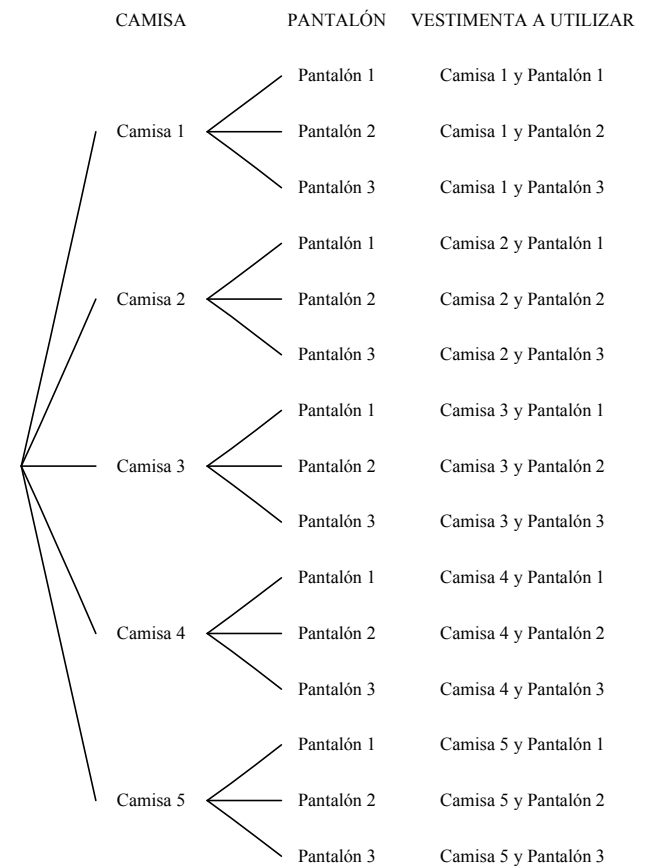 CAMISA PANTALÓN VESTIMENTA A UTILIZAR
Pantalón 1 Camisa 1 y Pantalón 1
Camisa 1 Pantalón 2 Camisa 1 y Pantalón 2
Pantalón 3 Camisa 1 y Pantalón 3
Pantalón 1 Camisa 2 y Pantalón 1
Camisa 2 Pantalón 2 Camisa 2 y Pantalón 2
Pantalón 3 Camisa 2 y Pantalón 3
Pantalón 1 Camisa 3 y Pantalón 1
Camisa 3 Pantalón 2 Camisa 3 y Pantalón 2
Pantalón 3 Camisa 3 y Pantalón 3
Pantalón 1 Camisa 4 y Pantalón 1
Camisa 4 Pantalón 2 Camisa 4 y Pantalón 2
Pantalón 3 Camisa 4 y Pantalón 3
Pantalón 1 Camisa 5 y Pantalón 1
Camisa 5 Pantalón 2 Camisa 5 y Pantalón 2
Pantalón 3 Camisa 5 y Pantalón 3